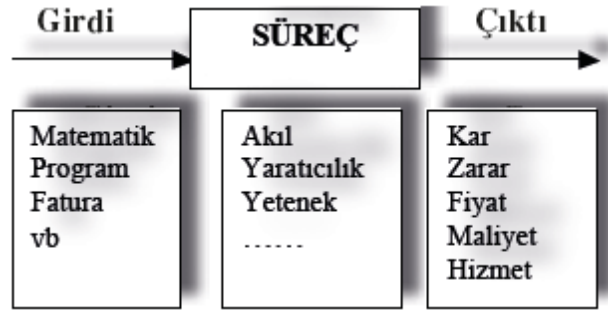 Girdi
SÜREÇ
Çıktı
Matematik
Program
Fatura
vb
Akıl
Yaratıcılık
Yetenek
......
Kar
Zarar
Fiyat
Maliyet
Hizmet